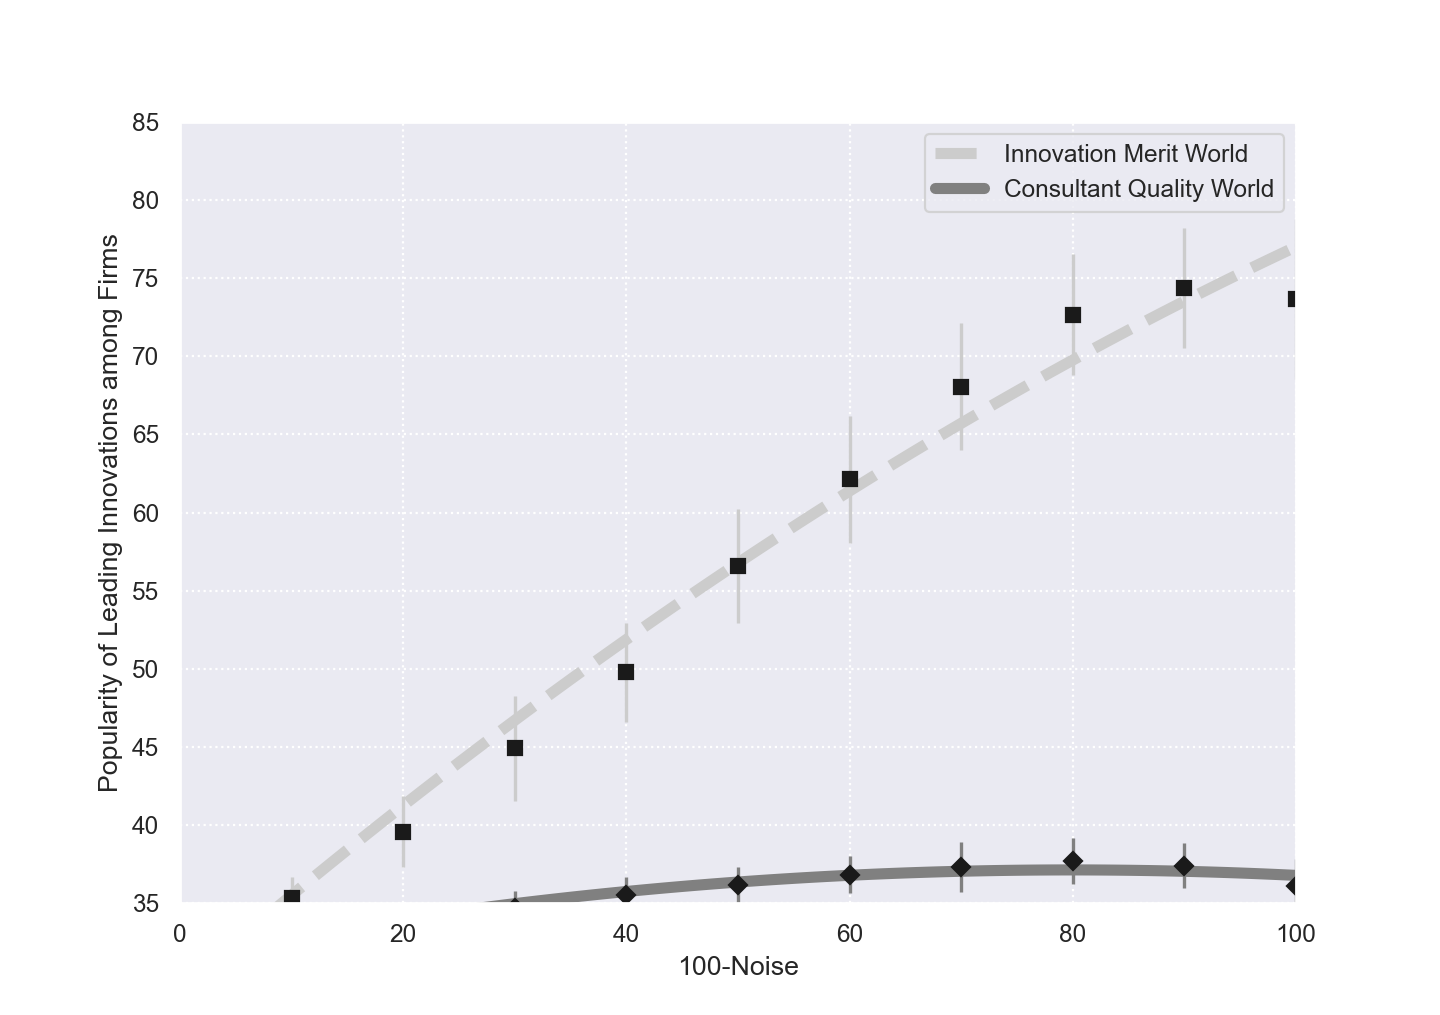 Innovation Merit World
Consultant Quality World
Popularity of Leading Innovations among Firms
85
80
75
70
65
60
55
50
45
40
35
0 20 40 60 80 100
100-Noise